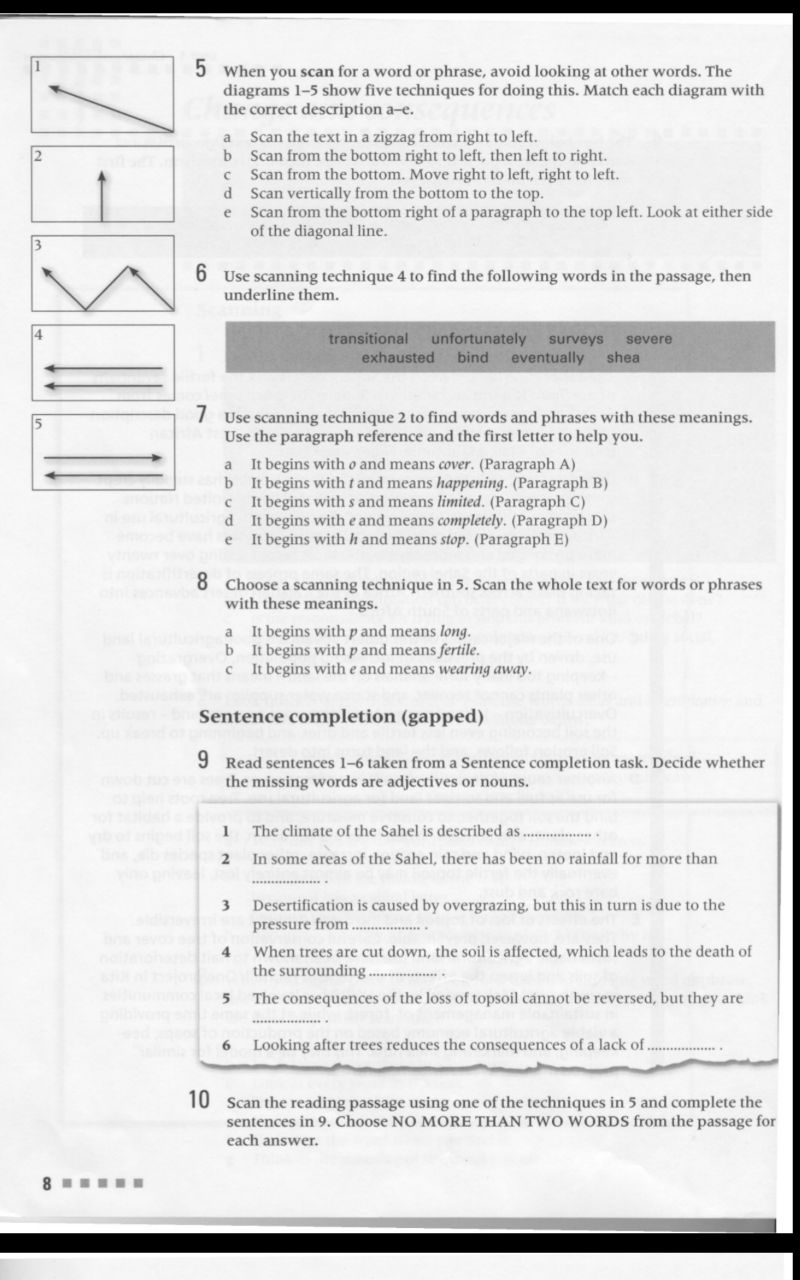 1
2
3
4
5
5 When you scan for a word or phrase, avoid looking at other words. The
diagrams 1–5 show five techniques for doing this. Match each diagram with
the correct description a–e.
a Scan the text in a zigzag from right to left.
b Scan from the bottom right to left, then left to right.
c Scan from the bottom. Move right to left, right to left.
d Scan vertically from the bottom to the top.
e Scan from the bottom right of a paragraph to the top left. Look at either side
of the diagonal line.
6 Use scanning technique 4 to find the following words in the passage, then
underline them.
transitional unfortunately surveys severe
exhausted bind eventually shea
7 Use scanning technique 2 to find words and phrases with these meanings.
Use the paragraph reference and the first letter to help you.
a It begins with o and means cover. (Paragraph A)
b It begins with t and means happening. (Paragraph B)
c It begins with s and means limited. (Paragraph C)
d It begins with e and means completely. (Paragraph D)
e It begins with h and means stop. (Paragraph E)
8 Choose a scanning technique in 5. Scan the whole text for words or phrases
with these meanings.
a It begins with p and means long.
b It begins with p and means fertile.
c It begins with e and means wearing away.
Sentence completion (gapped)
9 Read sentences 1–6 taken from a Sentence completion task. Decide whether
the missing words are adjectives or nouns.
1 The climate of the Sahel is described as .................. .
2 In some areas of the Sahel, there has been no rainfall for more than
.................. .
3 Desertification is caused by overgrazing, but this in turn is due to the
pressure from .................. .
4 When trees are cut down, the soil is affected, which leads to the death of
the surrounding .................. .
5 The consequences of the loss of topsoil cannot be reversed, but they are
.................. .
6 Looking after trees reduces the consequences of a lack of .................. .
10 Scan the reading passage using one of the techniques in 5 and complete the
sentences in 9. Choose NO MORE THAN TWO WORDS from the passage for
each answer.
8